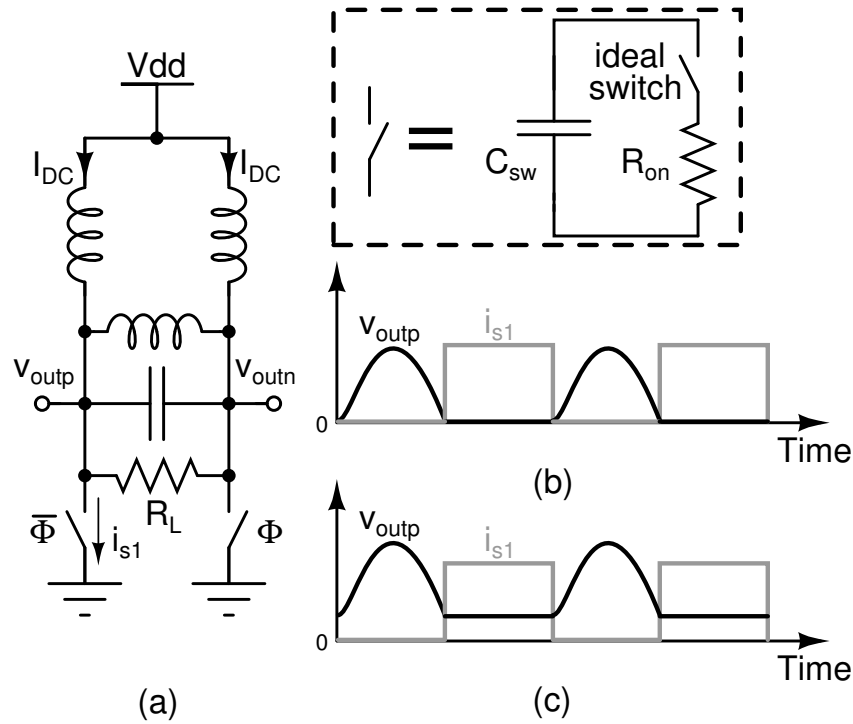 Vdd
I_DC
I_DC
v_outp
v_outn
R_L
Φ̅
i_s1
Φ
(a)
ideal
switch
=
C_sw
R_on
v_outp
i_s1
0
Time
(b)
v_outp
i_s1
0
Time
(c)